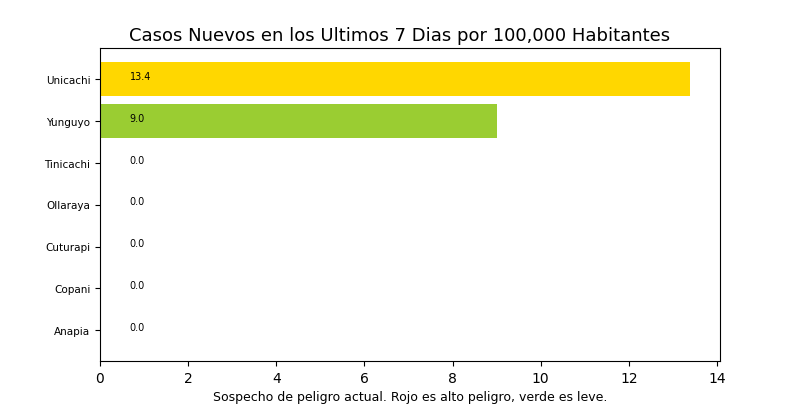 Casos Nuevos en los Ultimos 7 Dias por 100,000 Habitantes
Unicachi 13.4
Yunguyo 9.0
Tinicachi 0.0
Ollaraya 0.0
Cuturapi 0.0
Copani 0.0
Anapia 0.0
0 2 4 6 8 10 12 14
Sospecho de peligro actual. Rojo es alto peligro, verde es leve.